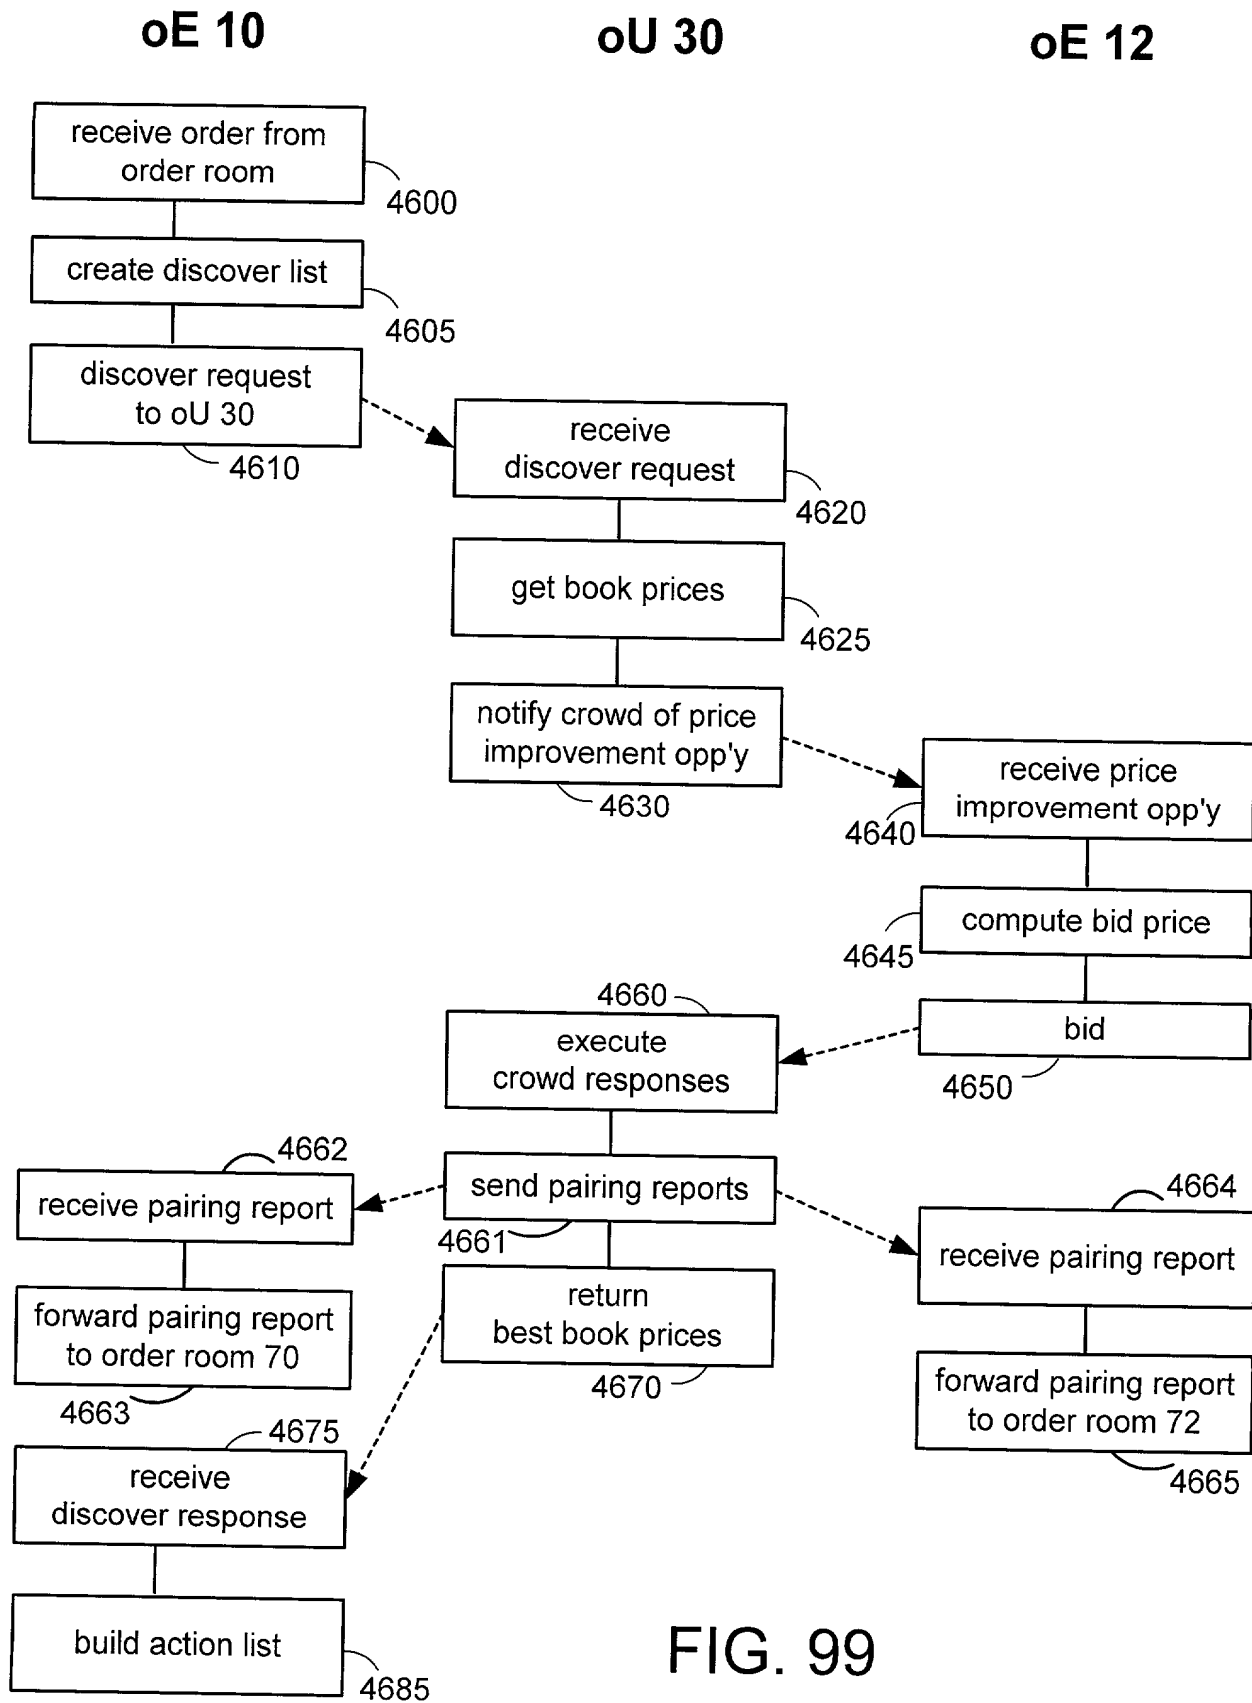 oE 10
oU 30
oE 12
receive order from
order room
4600
create discover list
4605
discover request
to oU 30
4610
receive
discover request
4620
get book prices
4625
notify crowd of price
improvement opp'y
4630
receive price
improvement opp'y
4640
compute bid price
4645
bid
4650
4660
execute
crowd responses
send pairing reports
4661
4662
receive pairing report
forward pairing report
to order room 70
4663
4664
receive pairing report
forward pairing report
to order room 72
4665
return
best book prices
4670
4675
receive
discover response
build action list
4685
FIG. 99